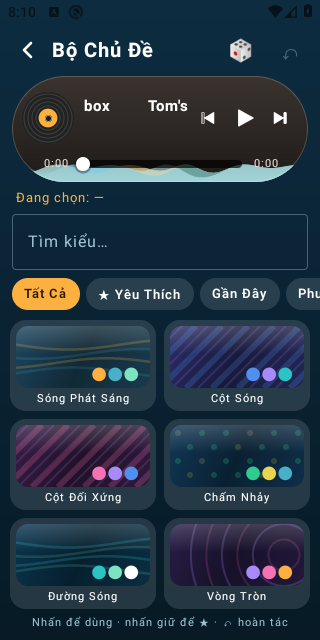 8:10
Bộ Chủ Đề
box Tom's
0:00 0:00
Đang chọn: —
Tìm kiếu…
Tất Cả ★ Yêu Thích Gần Đây Phu
Sóng Phát Sáng Cột Sóng
Cột Đối Xứng Chấm Nhảy
Đường Sóng Vòng Tròn
Nhấn để dùng · nhấn giữ để ★ · ⤺ hoàn tác